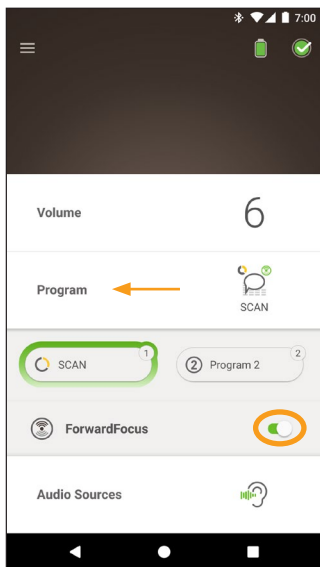 7:00
Volume 6
Program
SCAN
SCAN 1 2 Program 2 2
ForwardFocus
Audio Sources